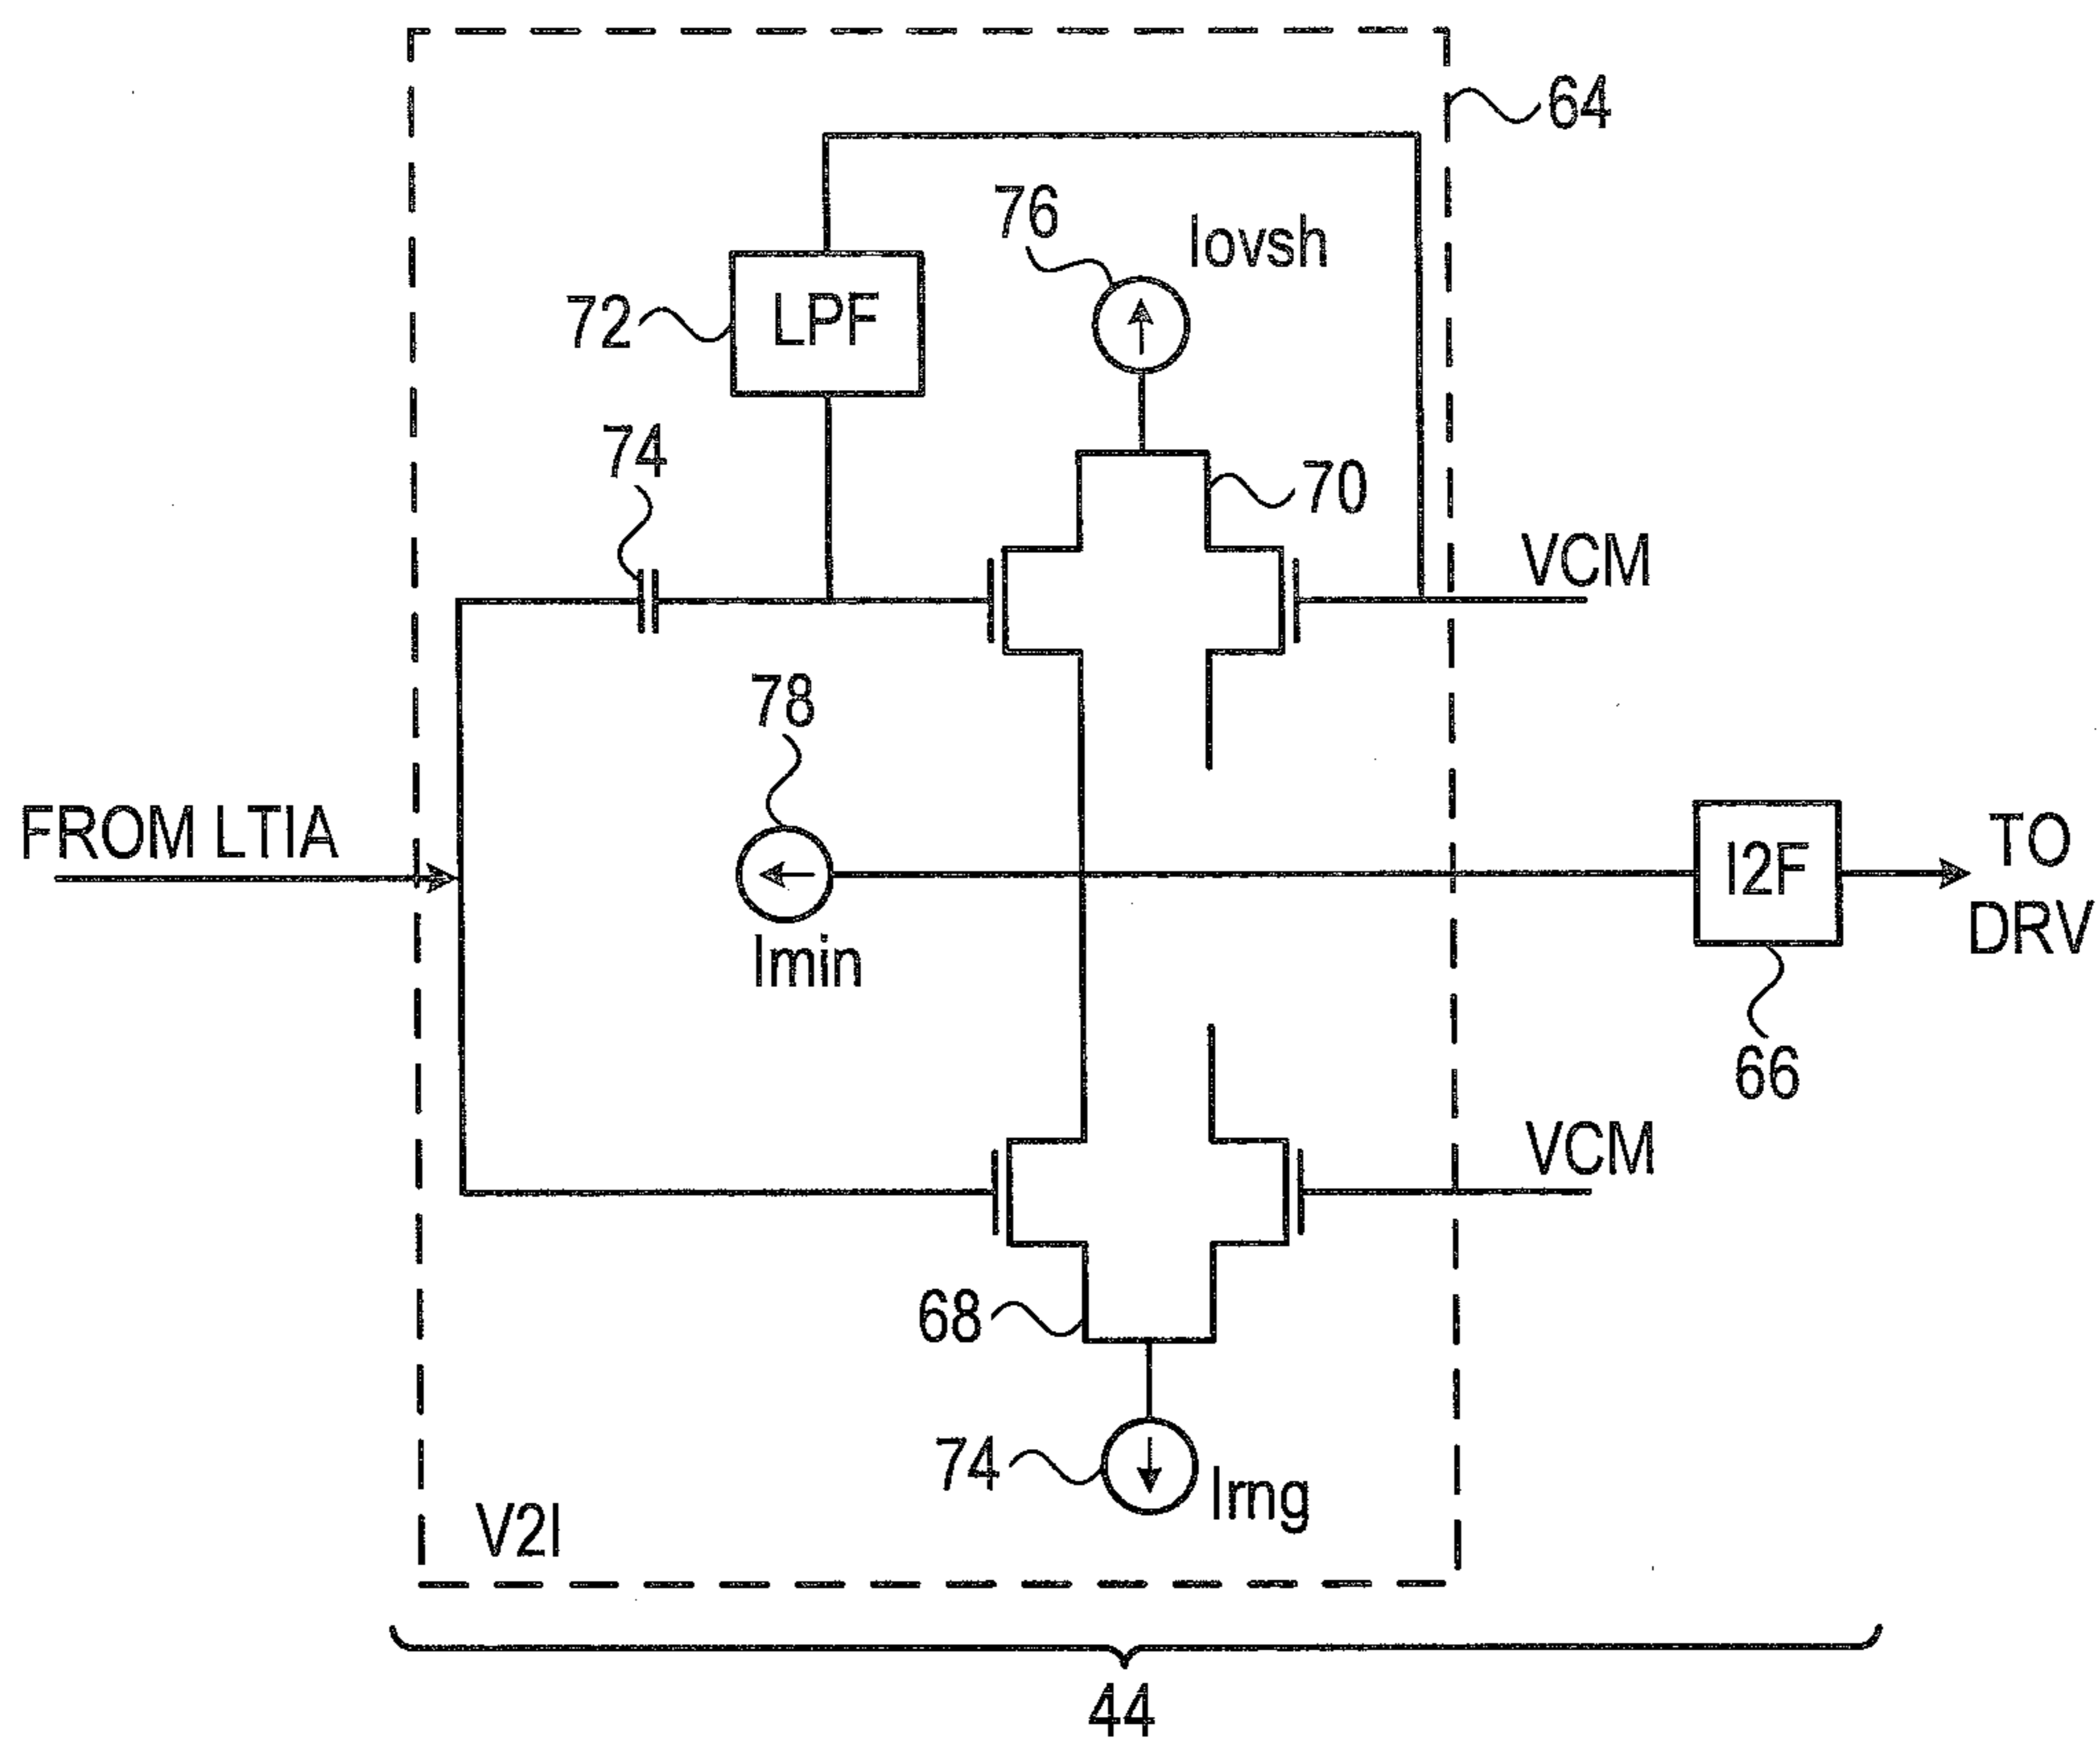 64
76
Iovsh
72
LPF
74
70
VCM
78
FROM LTIA
I2F
TO
DRV
Imin
66
VCM
68
74
Irng
V2I
44